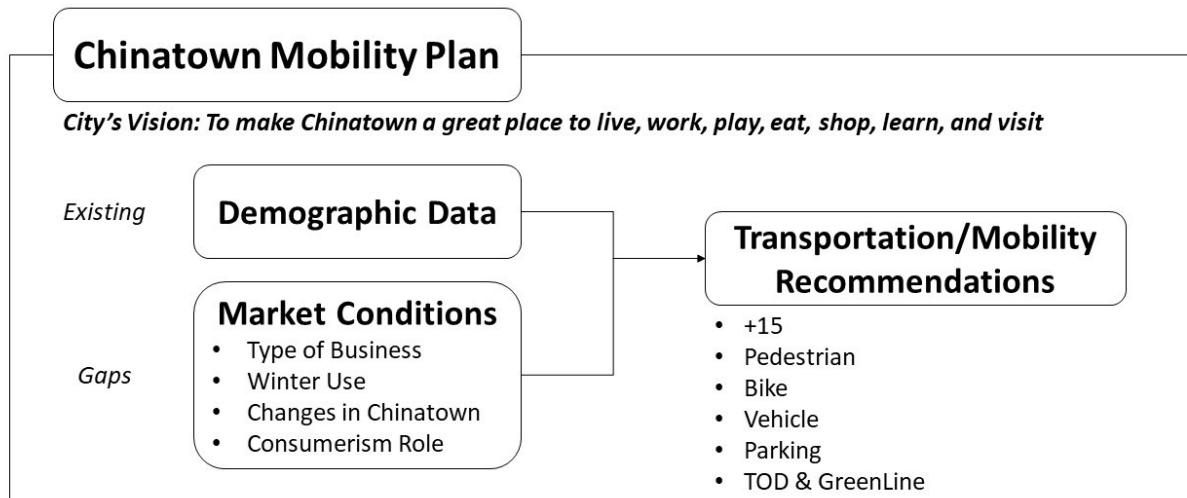 Chinatown Mobility Plan
City's Vision: To make Chinatown a great place to live, work, play, eat, shop, learn, and visit
Existing
Demographic Data
Gaps
Market Conditions
• Type of Business
• Winter Use
• Changes in Chinatown
• Consumerism Role
Transportation/Mobility
Recommendations
• +15
• Pedestrian
• Bike
• Vehicle
• Parking
• TOD & GreenLine